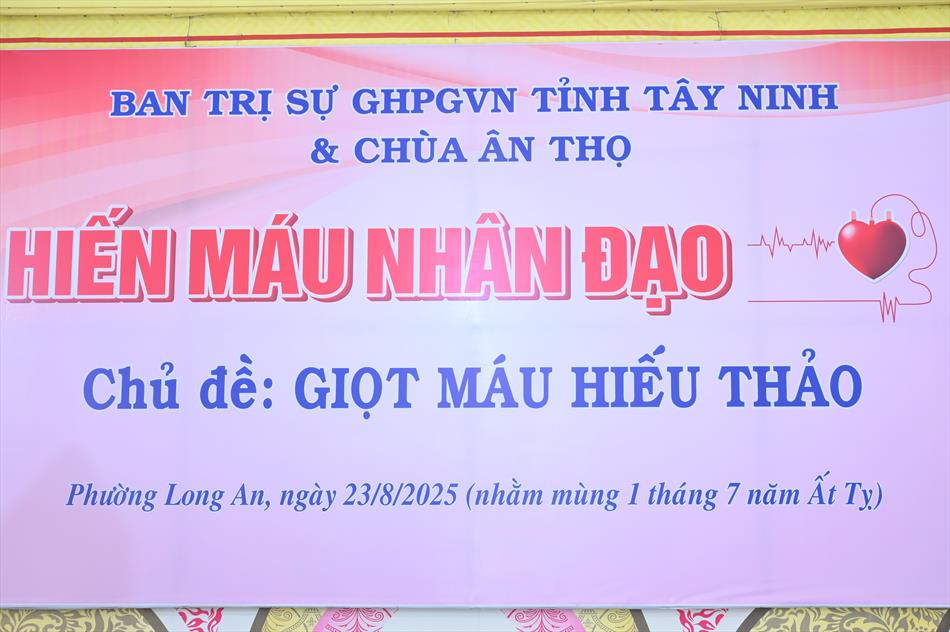 BAN TRỊ SỰ GHPGVN TỈNH TÂY NINH
& CHÙA ÂN THỌ
HIẾN MÁU NHÂN ĐẠO
Chủ đề: GIỌT MÁU HIẾU THẢO
Phường Long An, ngày 23/8/2025 (nhằm mùng 1 tháng 7 năm Ất Tỵ)